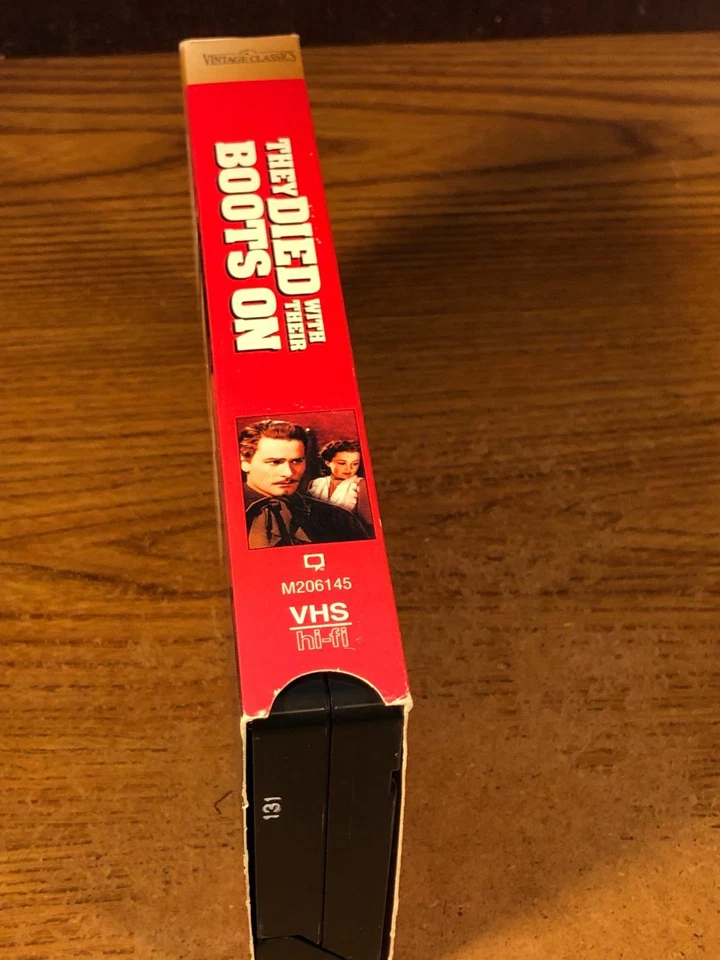 VINTAGE CLASSICS
THEY DIED WITH THEIR
BOOTS ON
M206145
VHS
hi-fi
131